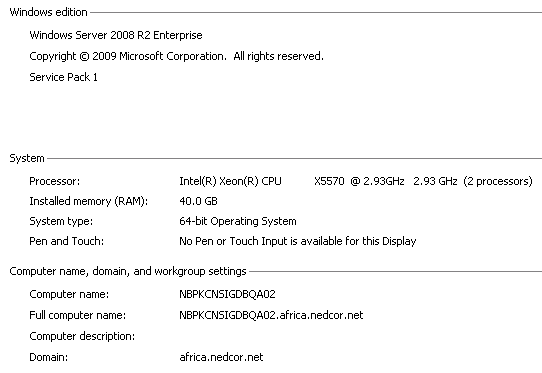 Windows edition
Windows Server 2008 R2 Enterprise
Copyright © 2009 Microsoft Corporation. All rights reserved.
Service Pack 1
System
Processor: Intel(R) Xeon(R) CPU X5570 @ 2.93GHz 2.93 GHz (2 processors)
Installed memory (RAM): 40.0 GB
System type: 64-bit Operating System
Pen and Touch: No Pen or Touch Input is available for this Display
Computer name, domain, and workgroup settings
Computer name: NBPKCNSIGDBQA02
Full computer name: NBPKCNSIGDBQA02.africa.nedcor.net
Computer description:
Domain: africa.nedcor.net